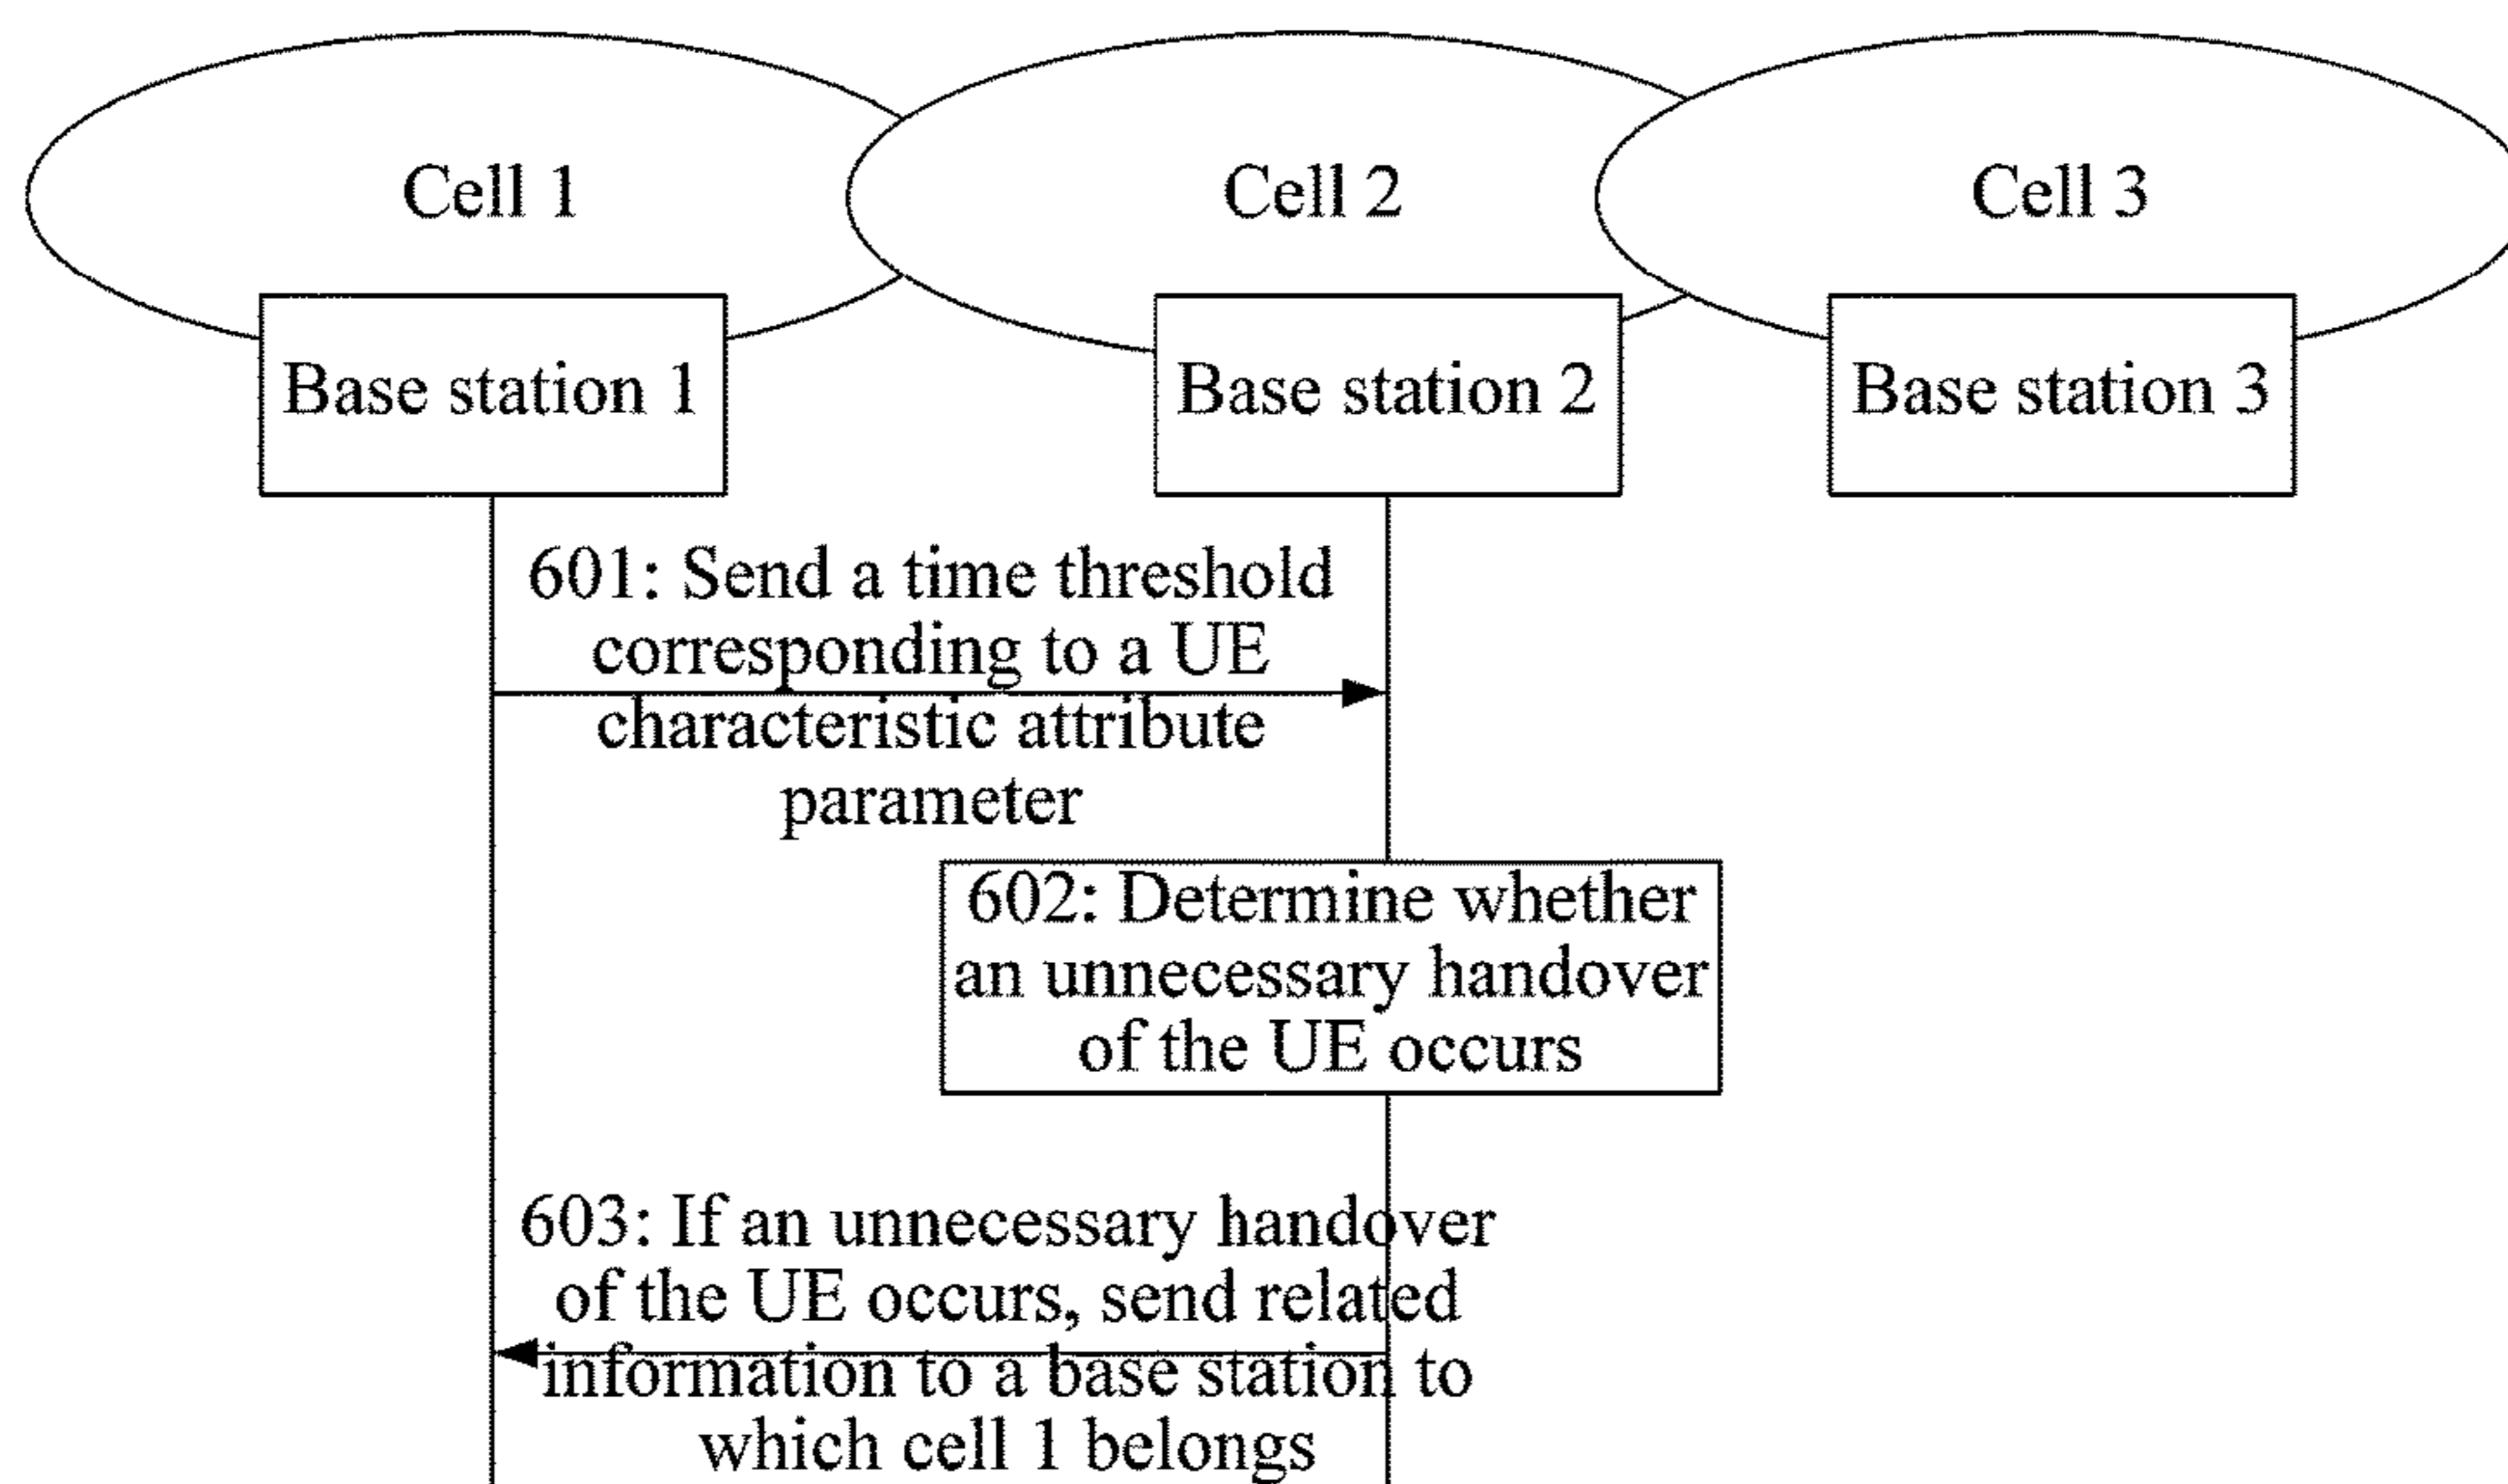 Cell 1
Cell 2
Cell 3
Base station 1
Base station 2
Base station 3
601: Send a time threshold
corresponding to a UE
characteristic attribute
parameter
602: Determine whether
an unnecessary handover
of the UE occurs
603: If an unnecessary handover
of the UE occurs, send related
information to a base station to
which cell 1 belongs